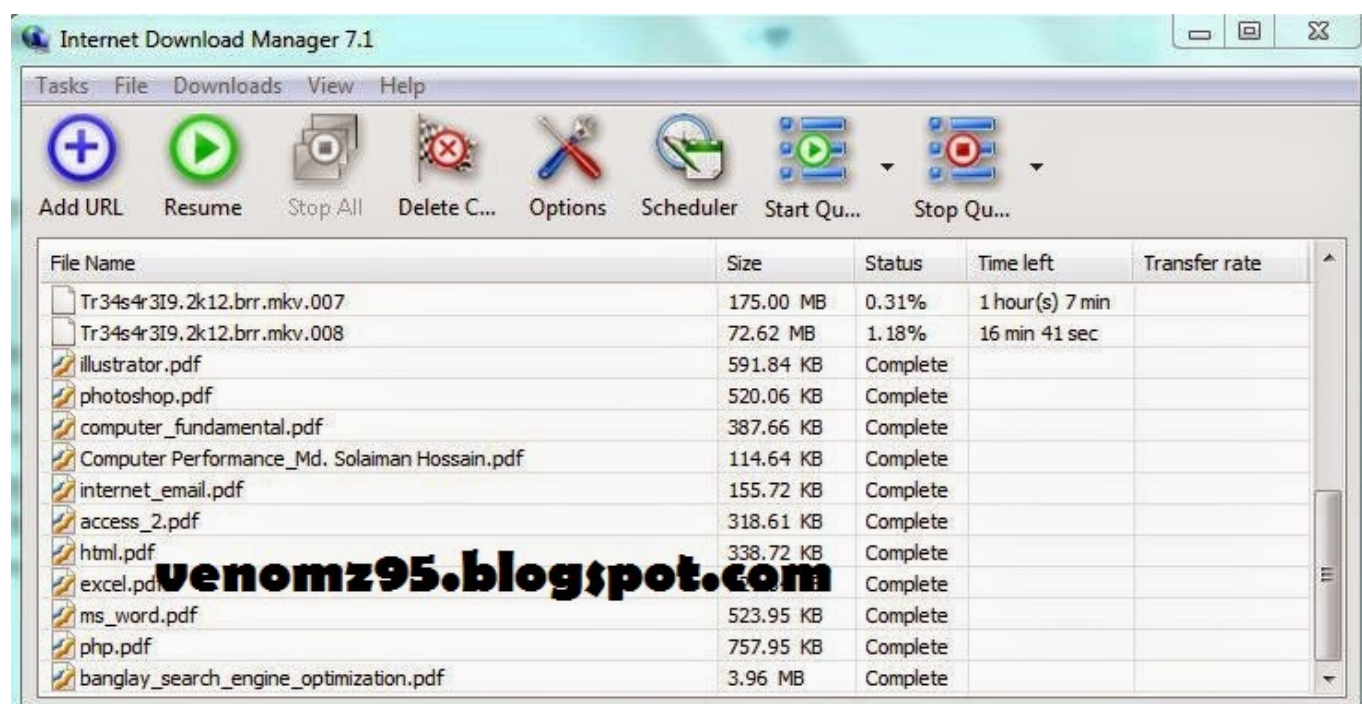 Internet Download Manager 7.1
Tasks File Downloads View Help
Add URL Resume Stop All Delete C... Options Scheduler Start Qu... Stop Qu...
File Name Size Status Time left Transfer rate
Tr34s4r3I9.2k12.brr.mkv.007 175.00 MB 0.31% 1 hour(s) 7 min
Tr34s4r3I9.2k12.brr.mkv.008 72.62 MB 1.18% 16 min 41 sec
illustrator.pdf 591.84 KB Complete
photoshop.pdf 520.06 KB Complete
computer_fundamental.pdf 387.66 KB Complete
Computer Performance_Md. Solaiman Hossain.pdf 114.64 KB Complete
internet_email.pdf 155.72 KB Complete
access_2.pdf 318.61 KB Complete
html.pdf 338.72 KB Complete
venomz95.blogspot.com
excel.pdf Complete
ms_word.pdf 523.95 KB Complete
php.pdf 757.95 KB Complete
banglay_search_engine_optimization.pdf 3.96 MB Complete